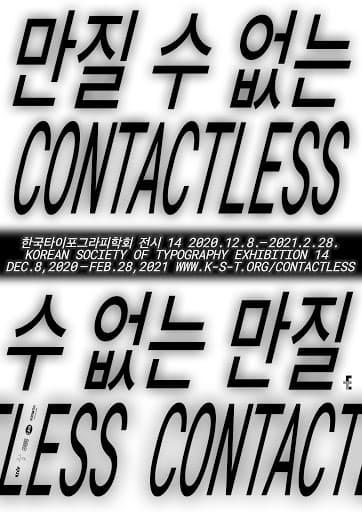 만질 수 없는
CONTACTLESS
한국타이포그라피학회 전시 14 2020.12.8.–2021.2.28.
KOREAN SOCIETY OF TYPOGRAPHY EXHIBITION 14
DEC.8,2020–FEB.28,2021 WWW.K-S-T.ORG/CONTACTLESS
수 없는 만질
LESS CONTACT